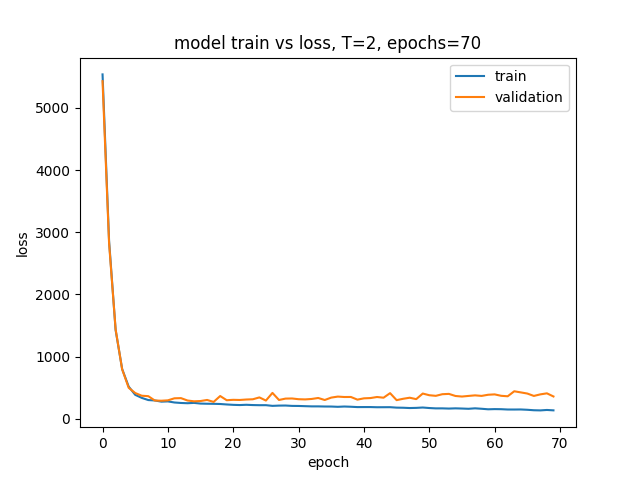 model train vs loss, T=2, epochs=70
train
validation
5000
4000
3000
2000
1000
0
loss
0 10 20 30 40 50 60 70
epoch